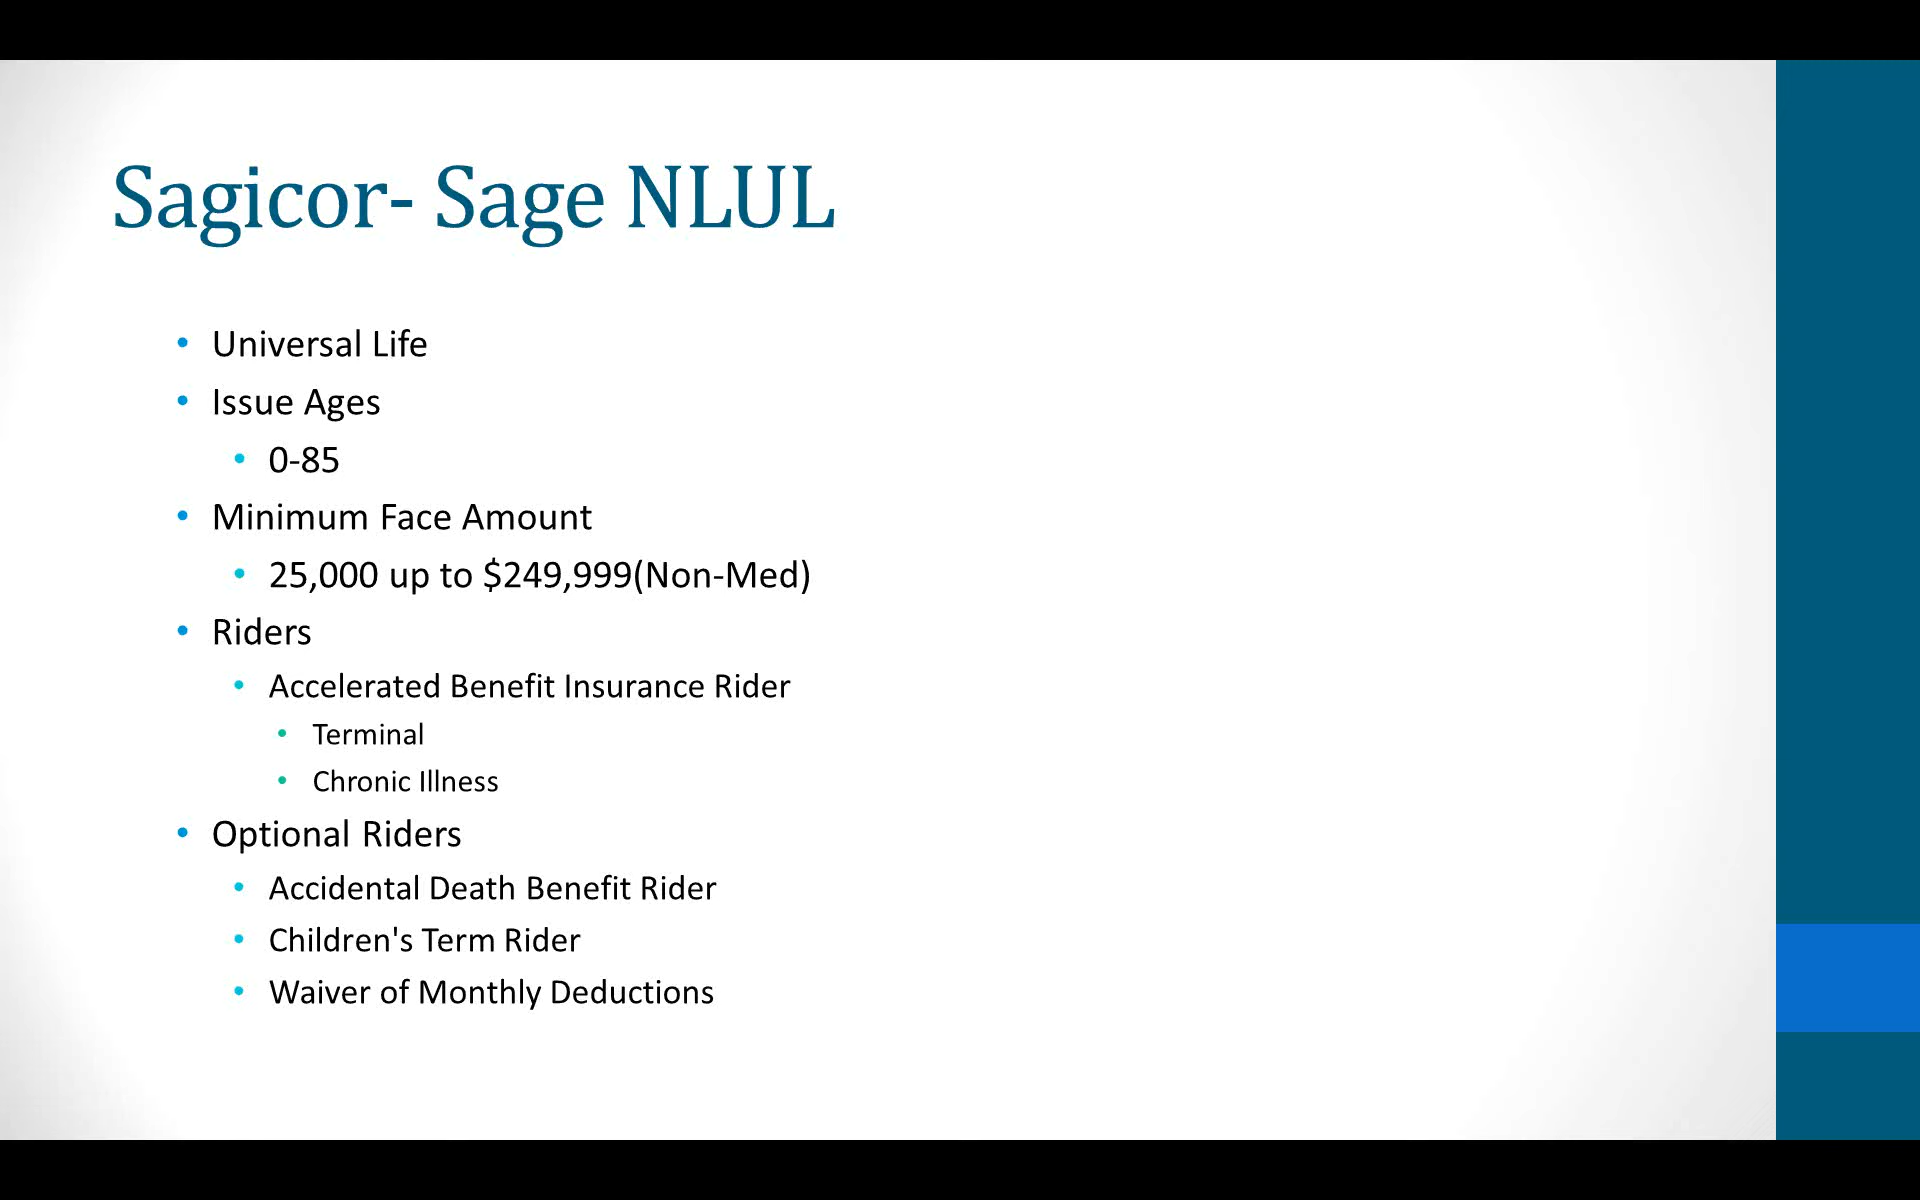 Sagicor- Sage NLUL
• Universal Life
• Issue Ages
• 0-85
• Minimum Face Amount
• 25,000 up to $249,999(Non-Med)
• Riders
• Accelerated Benefit Insurance Rider
• Terminal
• Chronic Illness
• Optional Riders
• Accidental Death Benefit Rider
• Children's Term Rider
• Waiver of Monthly Deductions